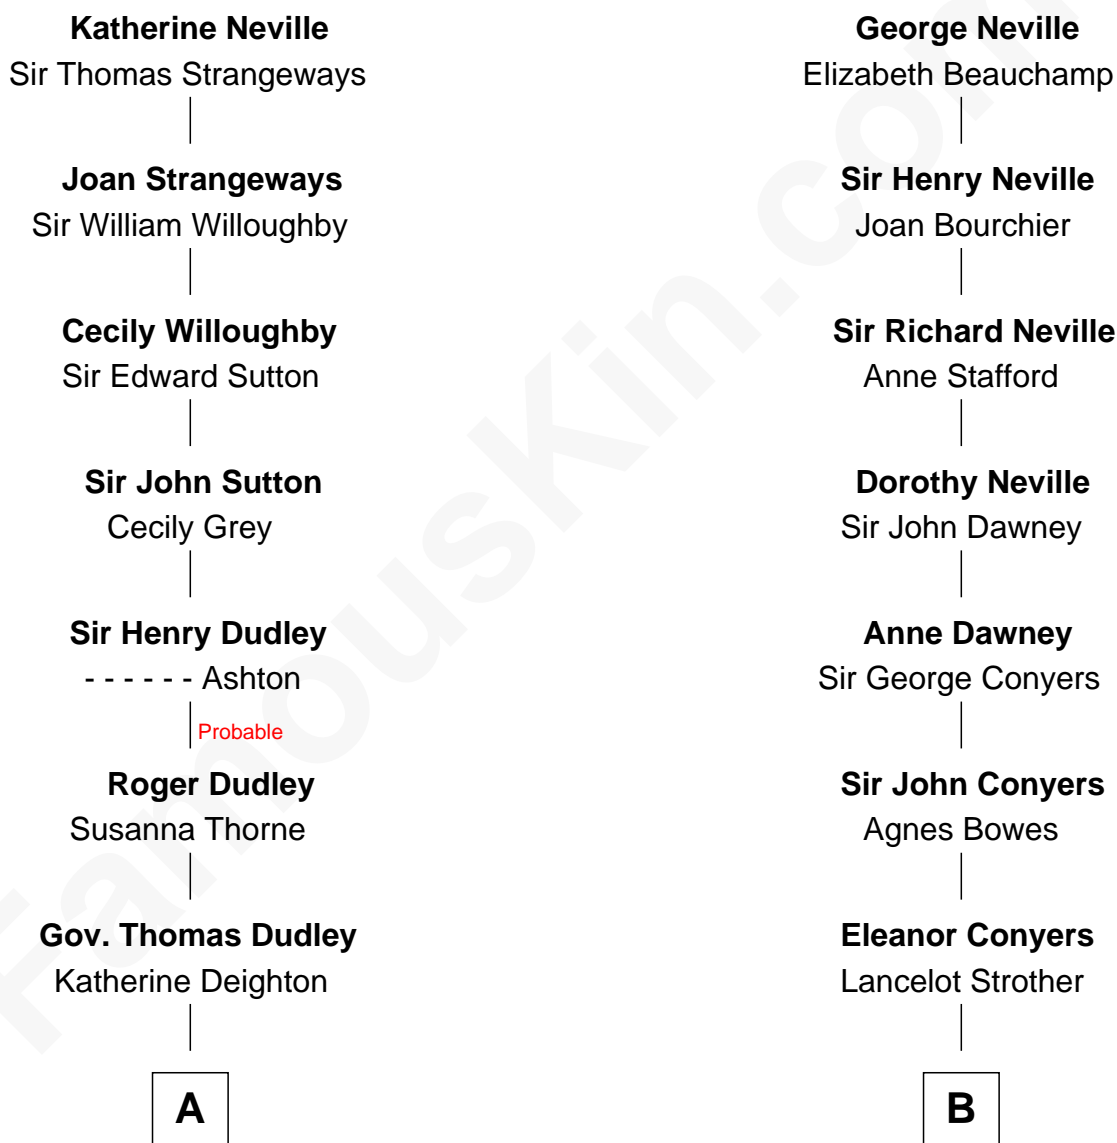 Katherine Neville
Sir Thomas Strangeways
Joan Strangeways
Sir William Willoughby
Cecily Willoughby
Sir Edward Sutton
Sir John Sutton
Cecily Grey
Sir Henry Dudley
- - - - - - Ashton
Probable
Roger Dudley
Susanna Thorne
Gov. Thomas Dudley
Katherine Deighton
A
George Neville
Elizabeth Beauchamp
Sir Henry Neville
Joan Bourchier
Sir Richard Neville
Anne Stafford
Dorothy Neville
Sir John Dawney
Anne Dawney
Sir George Conyers
Sir John Conyers
Agnes Bowes
Eleanor Conyers
Lancelot Strother
B
FamousKin.com